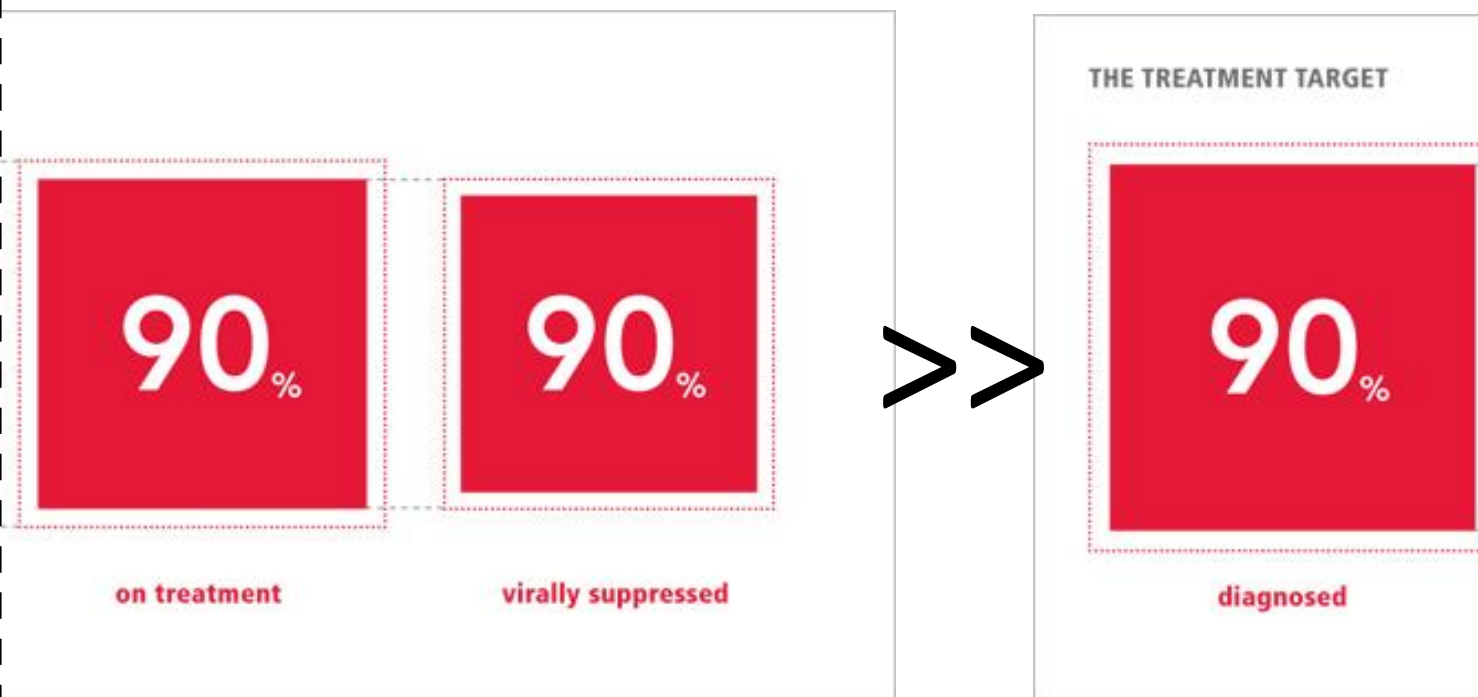 90%
on treatment
90%
virally suppressed
>>
THE TREATMENT TARGET
90%
diagnosed